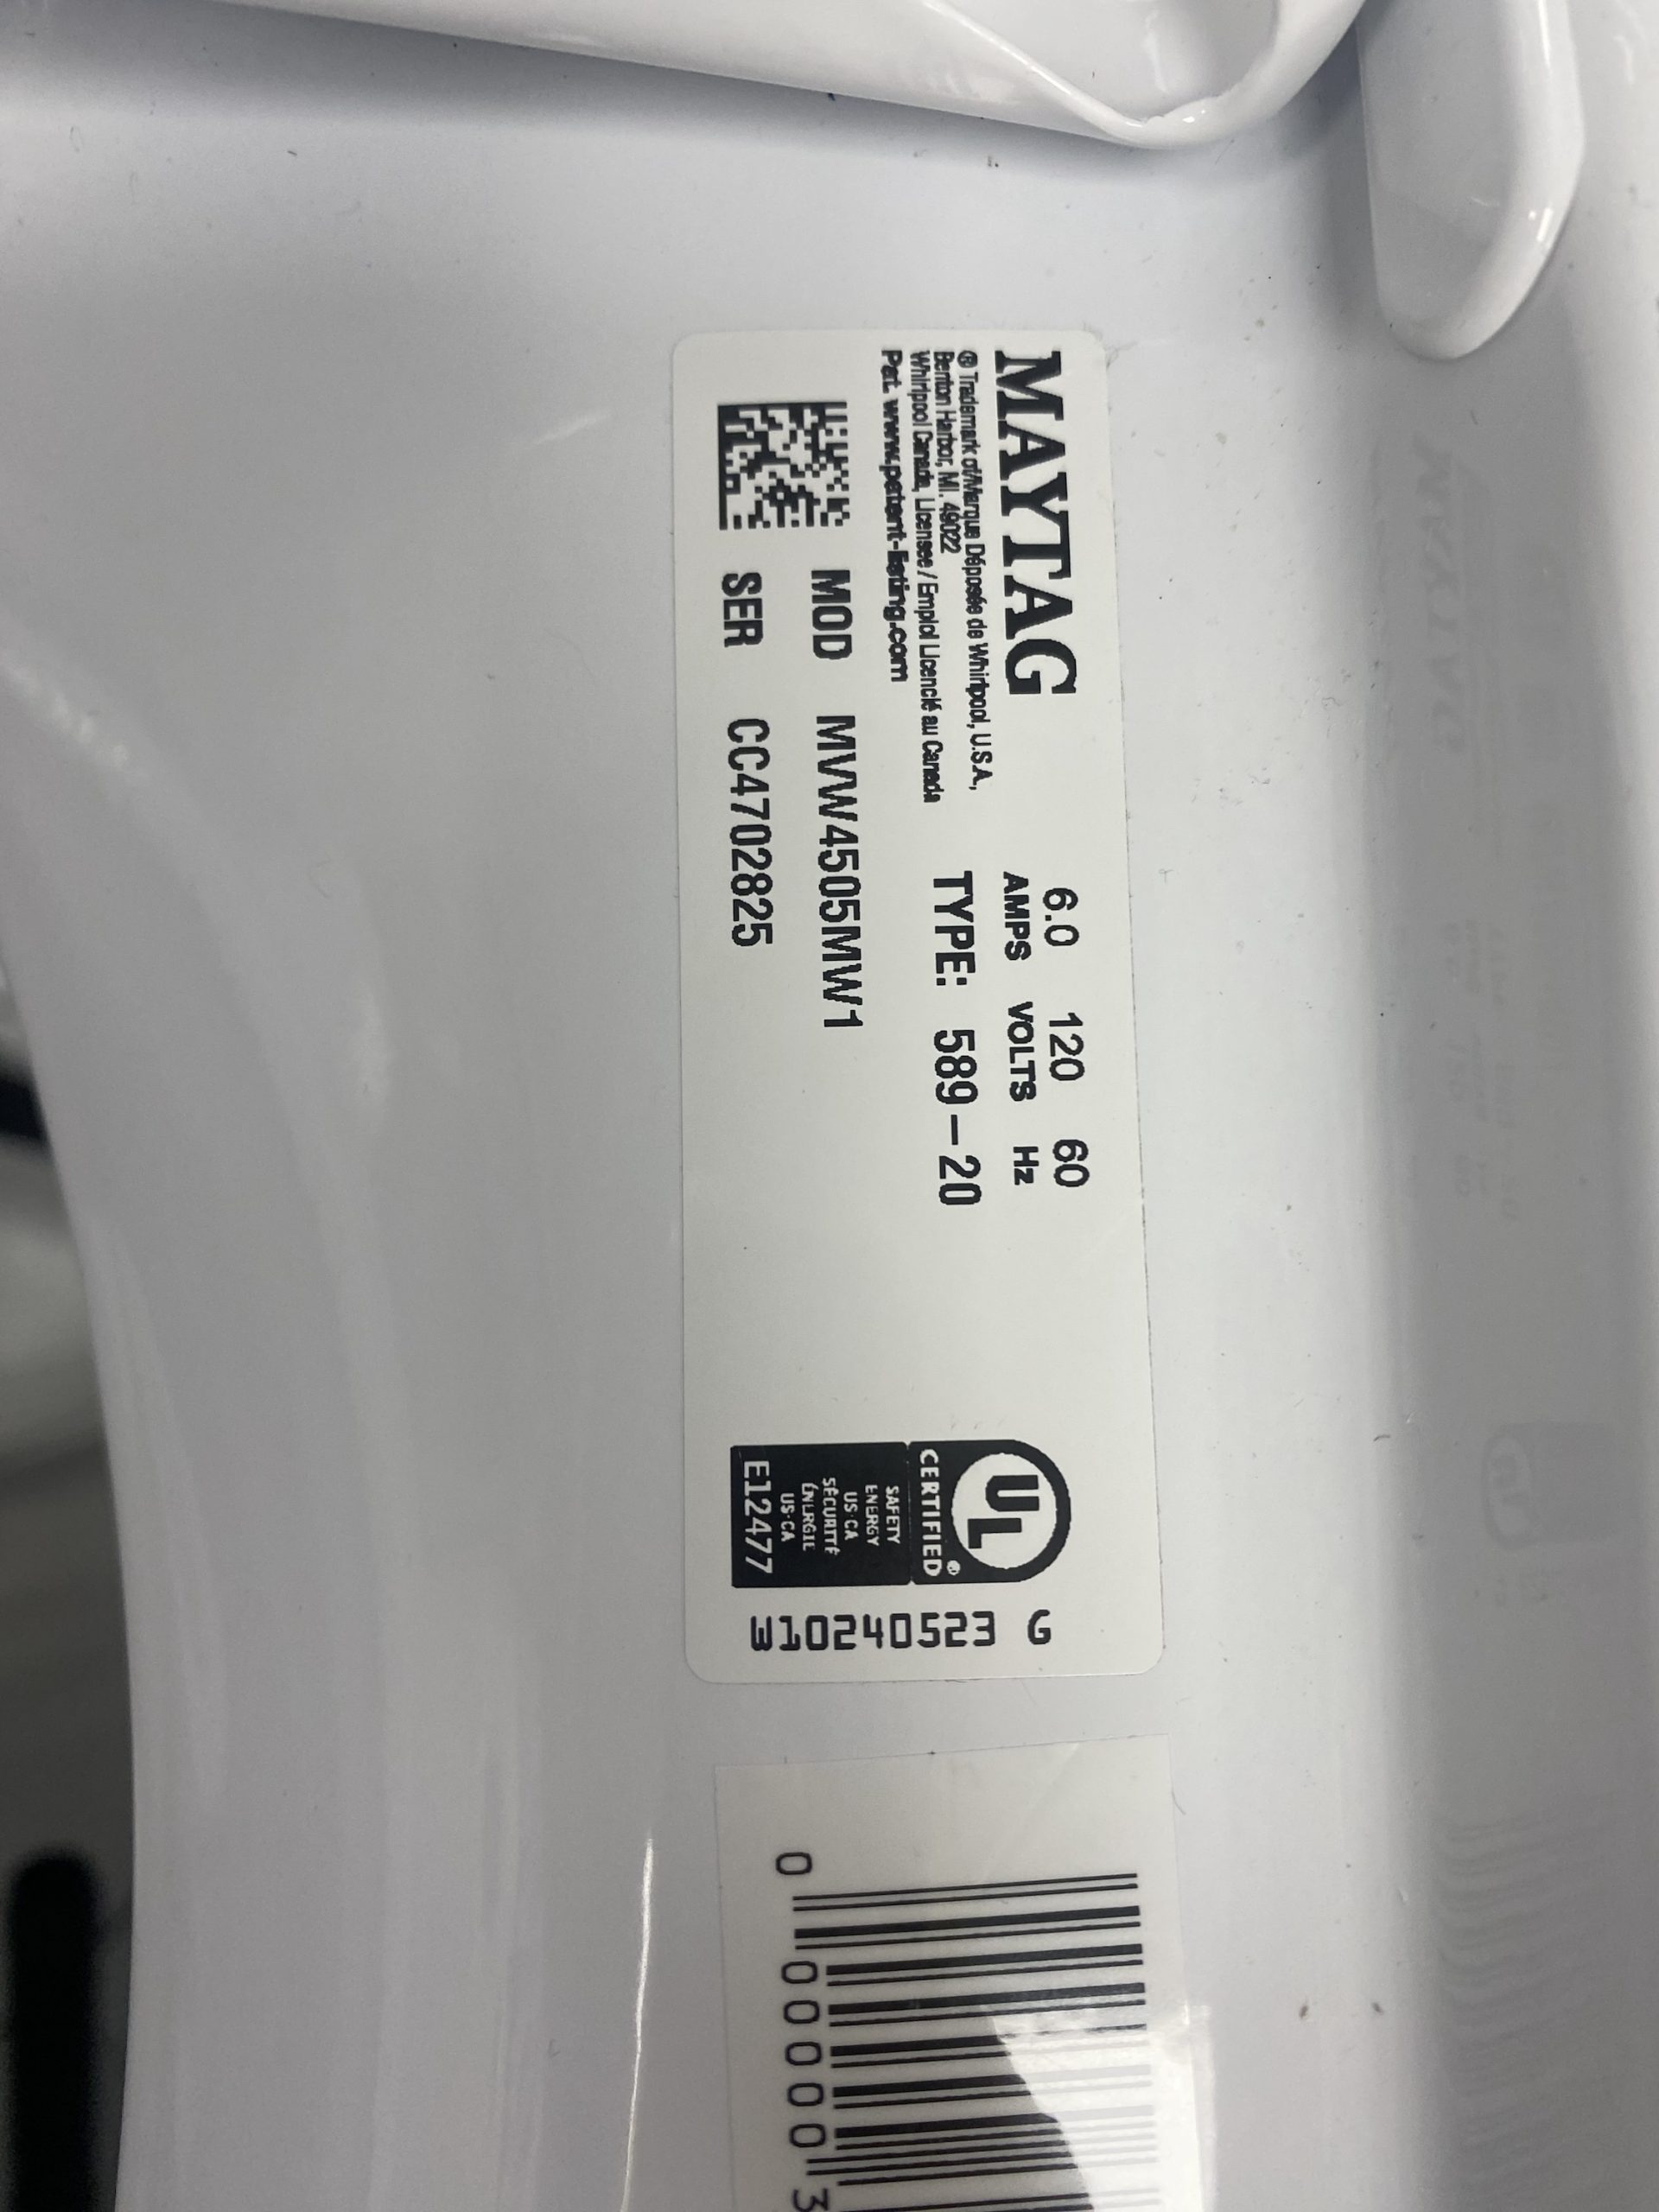 MAYTAG
® Trademark of/Marque Déposée de Whirlpool, U.S.A.,
Benton Harbor, MI. 49022
Whirlpool Canada, Licensee / Emploi Licencié au Canada
Pat. www.patent-listing.com
6.0 120 60
AMPS VOLTS Hz
TYPE: 589-20
MOD MVW4505MW1
SER CC4702825
UL
CERTIFIED®
SAFETY
ENERGY
US·CA
SÉCURITÉ
ÉNERGIE
US·CA
E12477
W10240523 G
0 00000 3